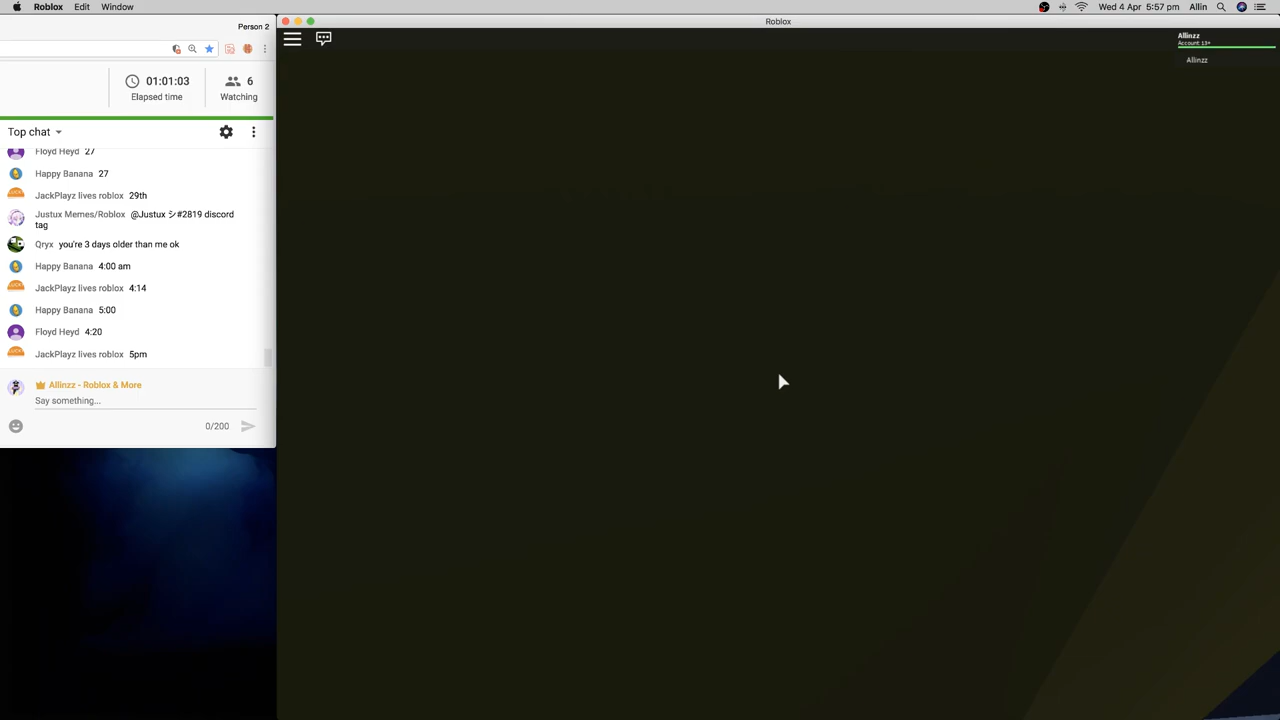 Roblox Edit Window
Wed 4 Apr 5:57 pm Allin
Person 2
Roblox
Allinzz
Account: 13+
Allinzz
01:01:03
Elapsed time
6
Watching
Top chat
Floyd Heyd 27
Happy Banana 27
JackPlayz lives roblox 29th
Justux Memes/Roblox @Justux シ#2819 discord
tag
Qryx you're 3 days older than me ok
Happy Banana 4:00 am
JackPlayz lives roblox 4:14
Happy Banana 5:00
Floyd Heyd 4:20
JackPlayz lives roblox 5pm
Allinzz - Roblox & More
Say something...
0/200